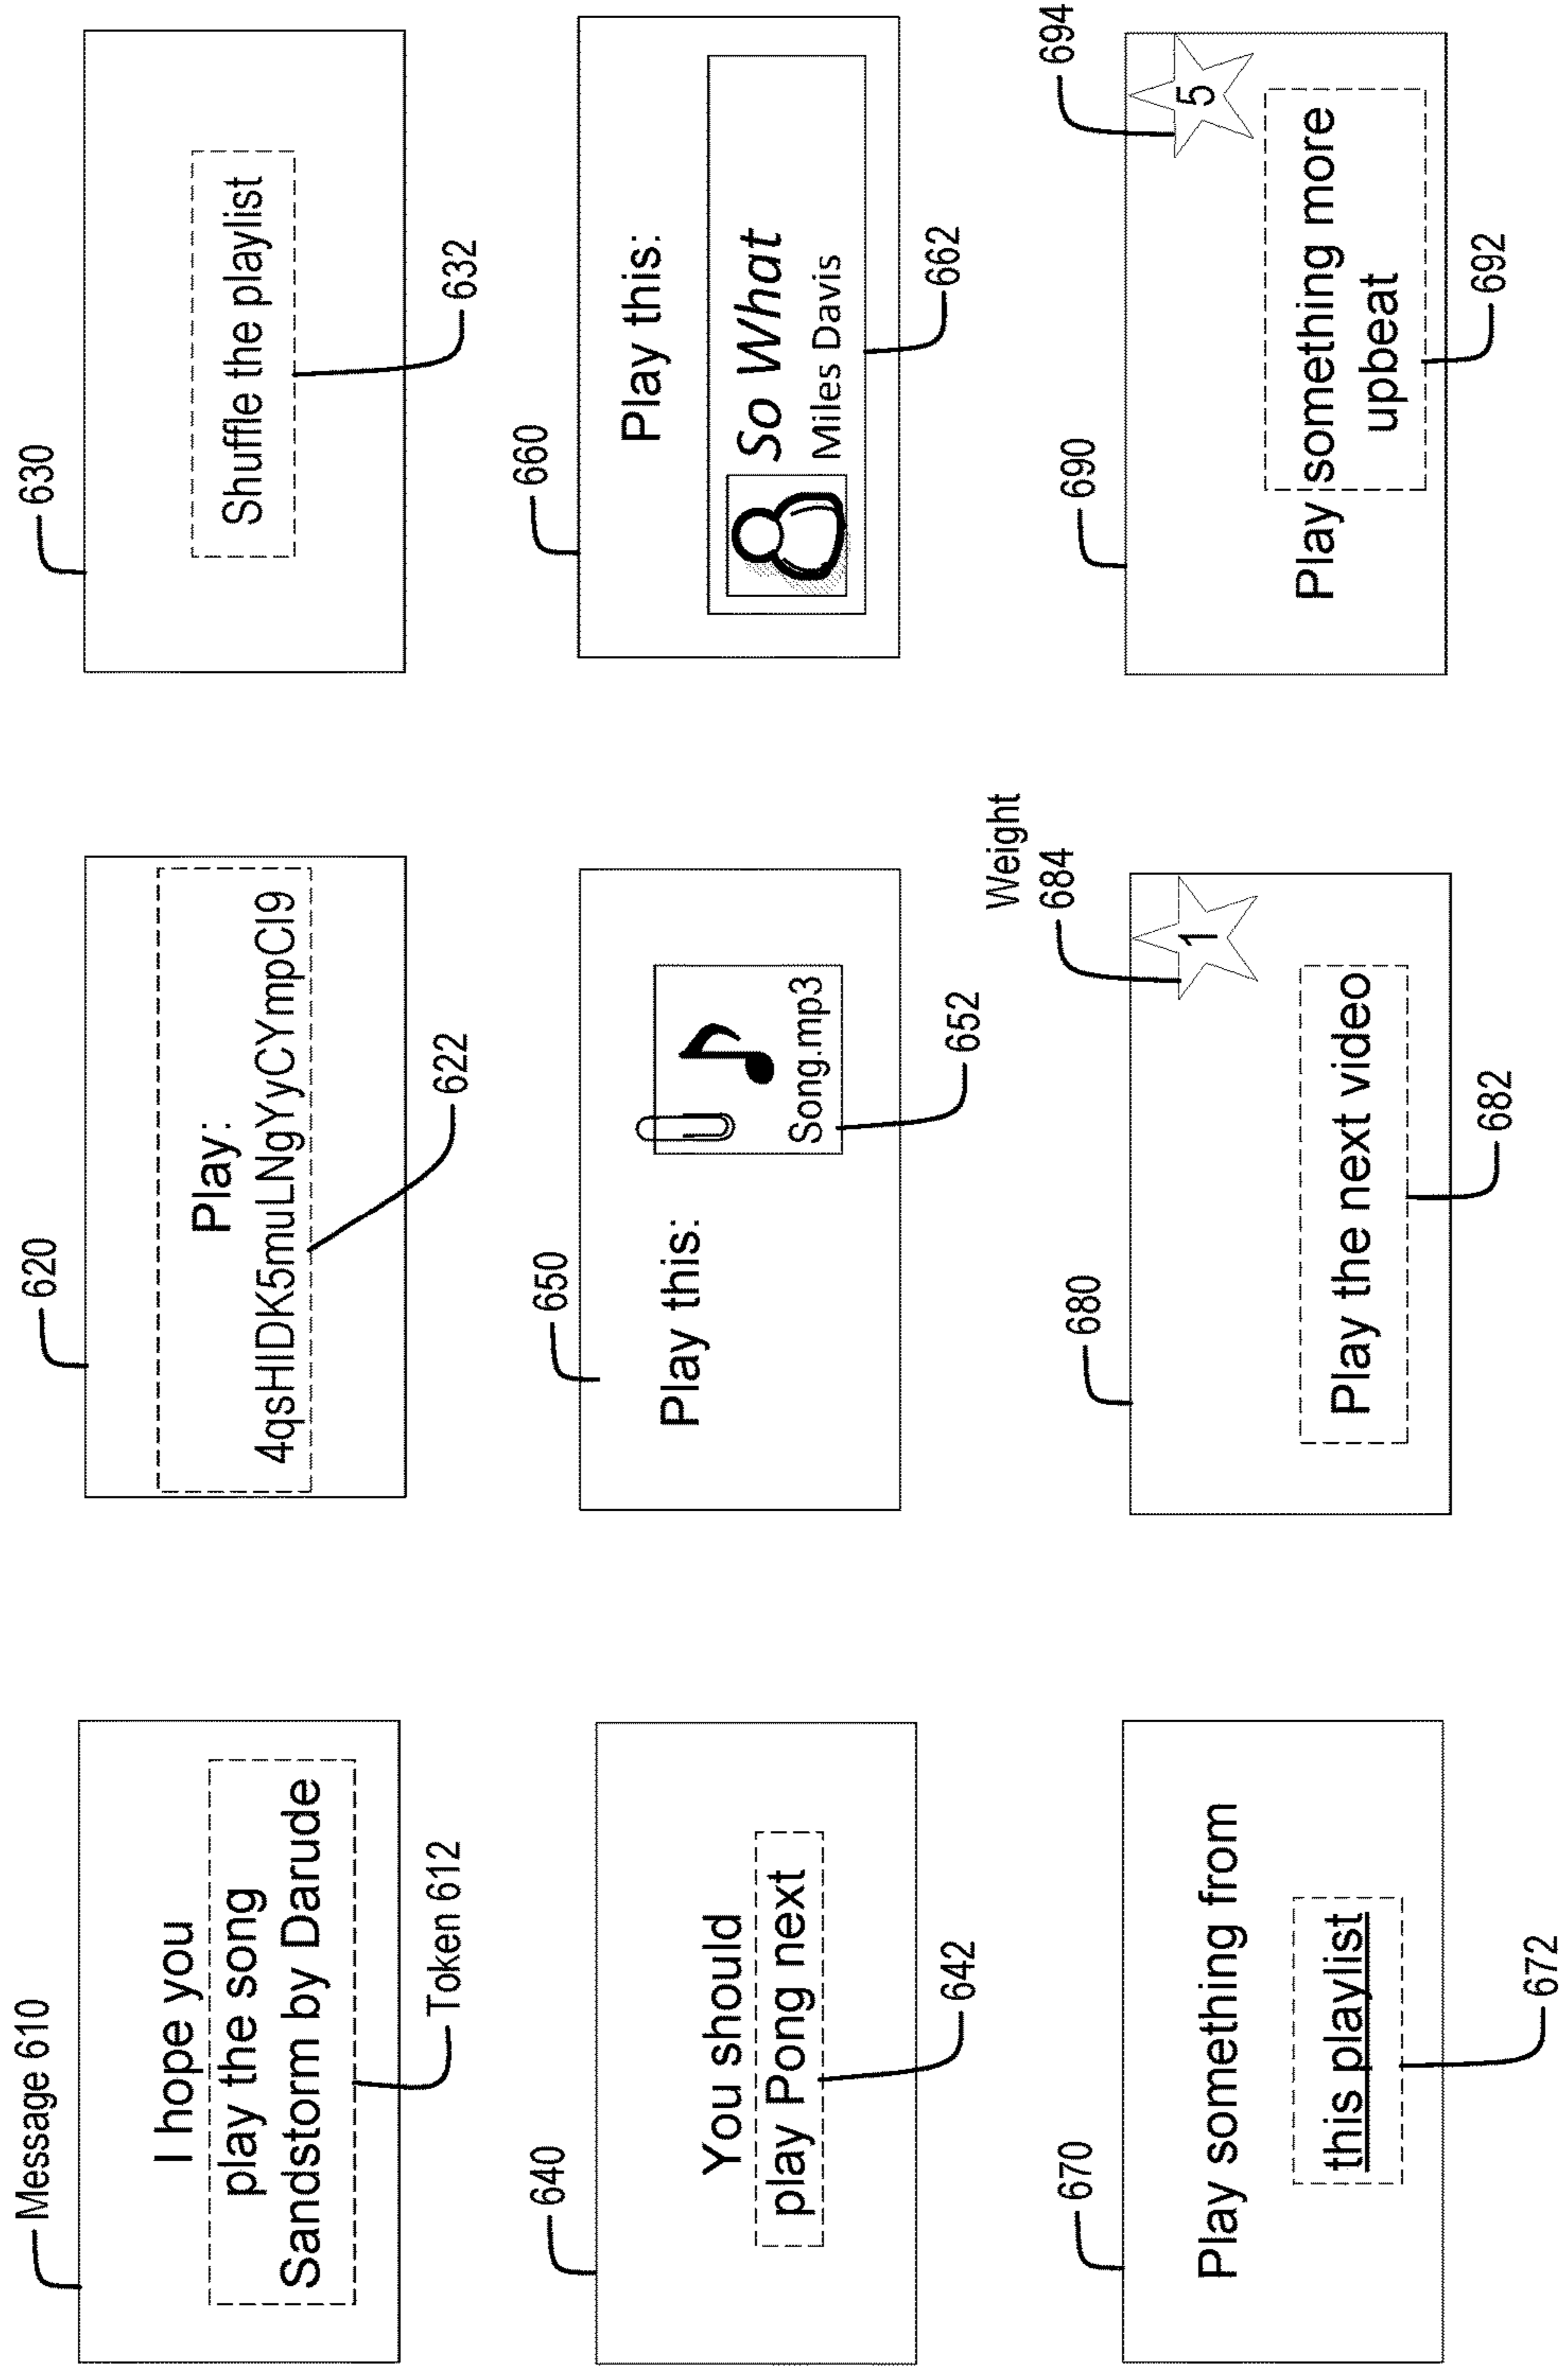 Message 610
I hope you
play the song
Sandstorm by Darude
Token 612
620
Play:
4qsHIDK5muLNgYyCYmpCI9
622
630
Shuffle the playlist
632
640
You should
play Pong next
642
650
Play this:
Song.mp3
652
660
Play this:
So What
Miles Davis
662
670
Play something from
this playlist
672
680
Weight
684
1
Play the next video
682
690
694
5
Play something more
upbeat
692